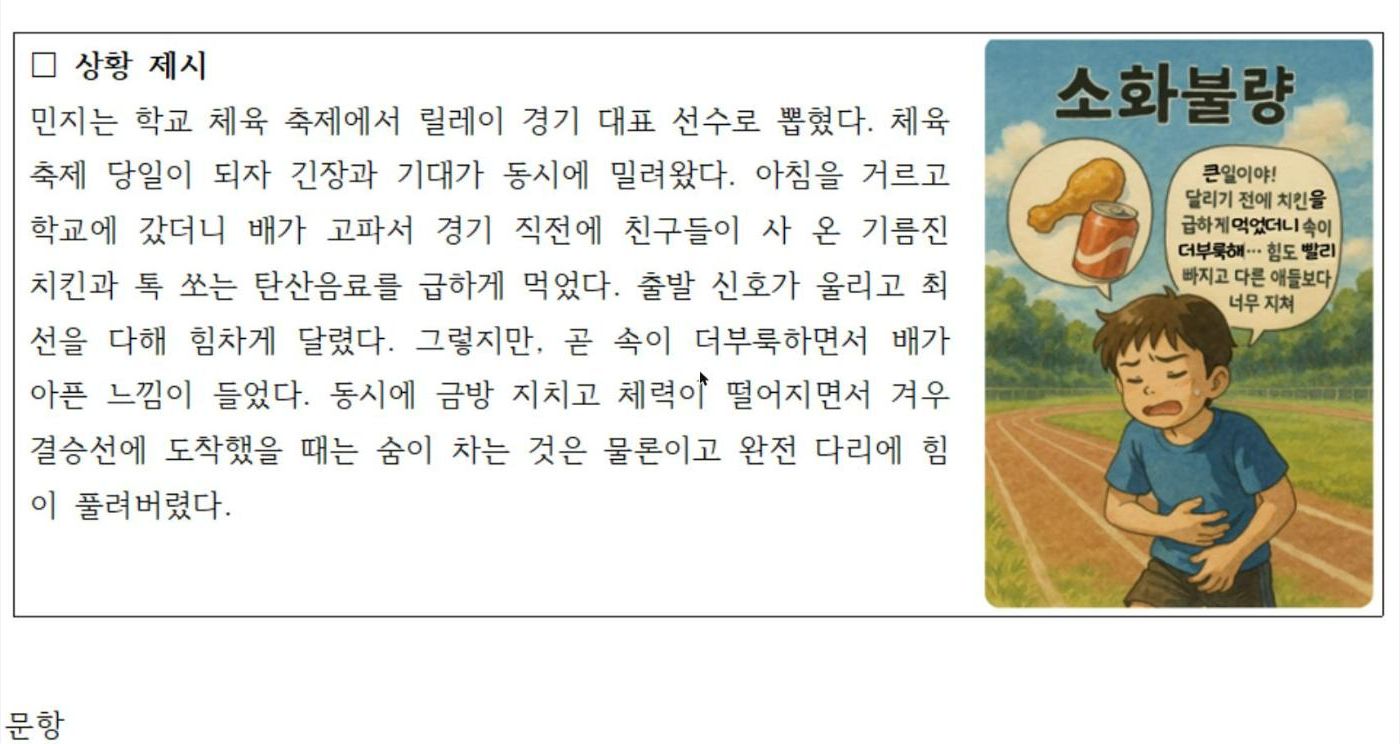 □ 상황 제시
민지는 학교 체육 축제에서 릴레이 경기 대표 선수로 뽑혔다. 체육
축제 당일이 되자 긴장과 기대가 동시에 밀려왔다. 아침을 거르고
학교에 갔더니 배가 고파서 경기 직전에 친구들이 사 온 기름진
치킨과 톡 쏘는 탄산음료를 급하게 먹었다. 출발 신호가 울리고 최
선을 다해 힘차게 달렸다. 그렇지만, 곧 속이 더부룩하면서 배가
아픈 느낌이 들었다. 동시에 금방 지치고 체력이 떨어지면서 겨우
결승선에 도착했을 때는 숨이 차는 것은 물론이고 완전 다리에 힘
이 풀려버렸다.
소화불량
큰일이야!
달리기 전에 치킨을
급하게 먹었더니 속이
더부룩해… 힘도 빨리
빠지고 다른 애들보다
너무 지쳐
문항